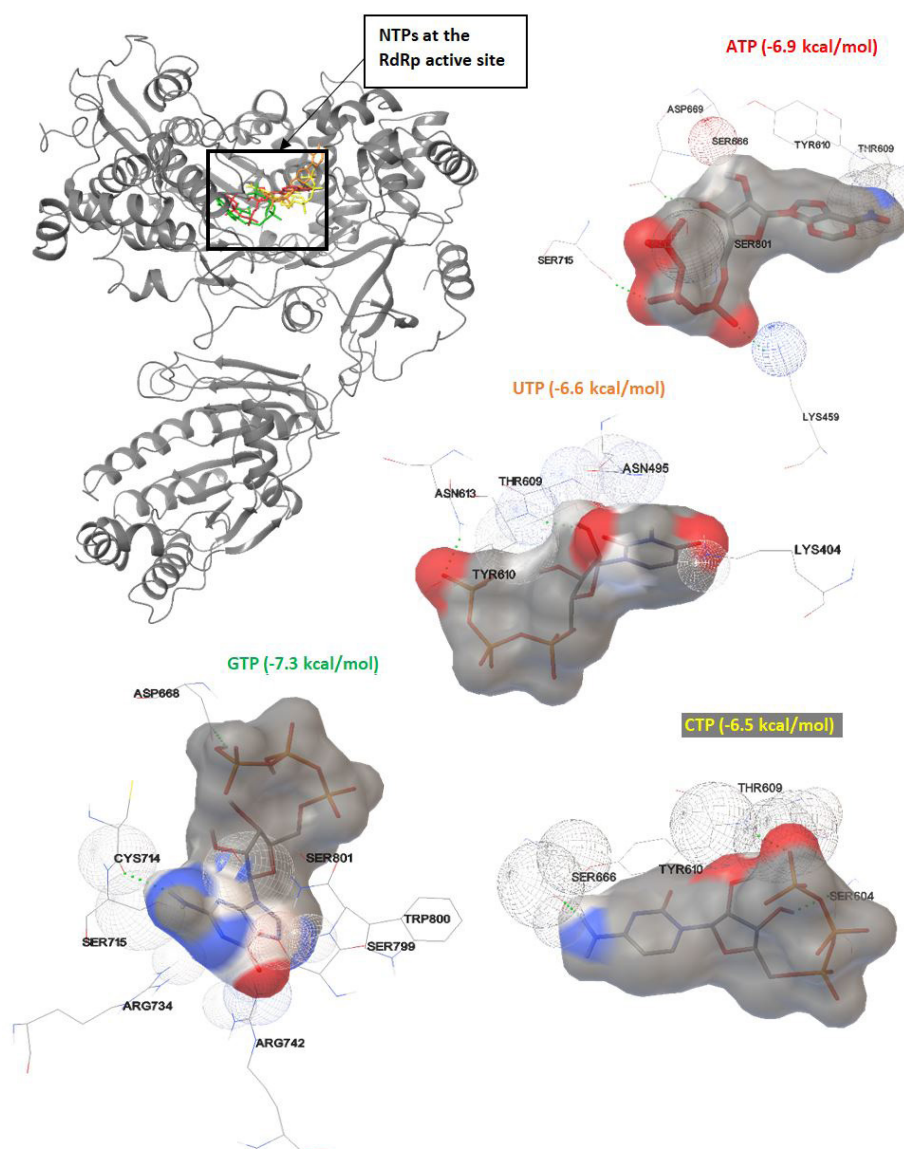 NTPs at the
RdRp active site
ATP (-6.9 kcal/mol)
ASP669
SER666
TYR610
THR609
SER801
SER715
LYS459
UTP (-6.6 kcal/mol)
ASN613
THR609
ASN495
TYR610
LYS404
GTP (-7.3 kcal/mol)
ASP668
CYS714
SER801
SER715
TRP800
SER799
ARG734
ARG742
CTP (-6.5 kcal/mol)
THR609
SER666
TYR610
SER604